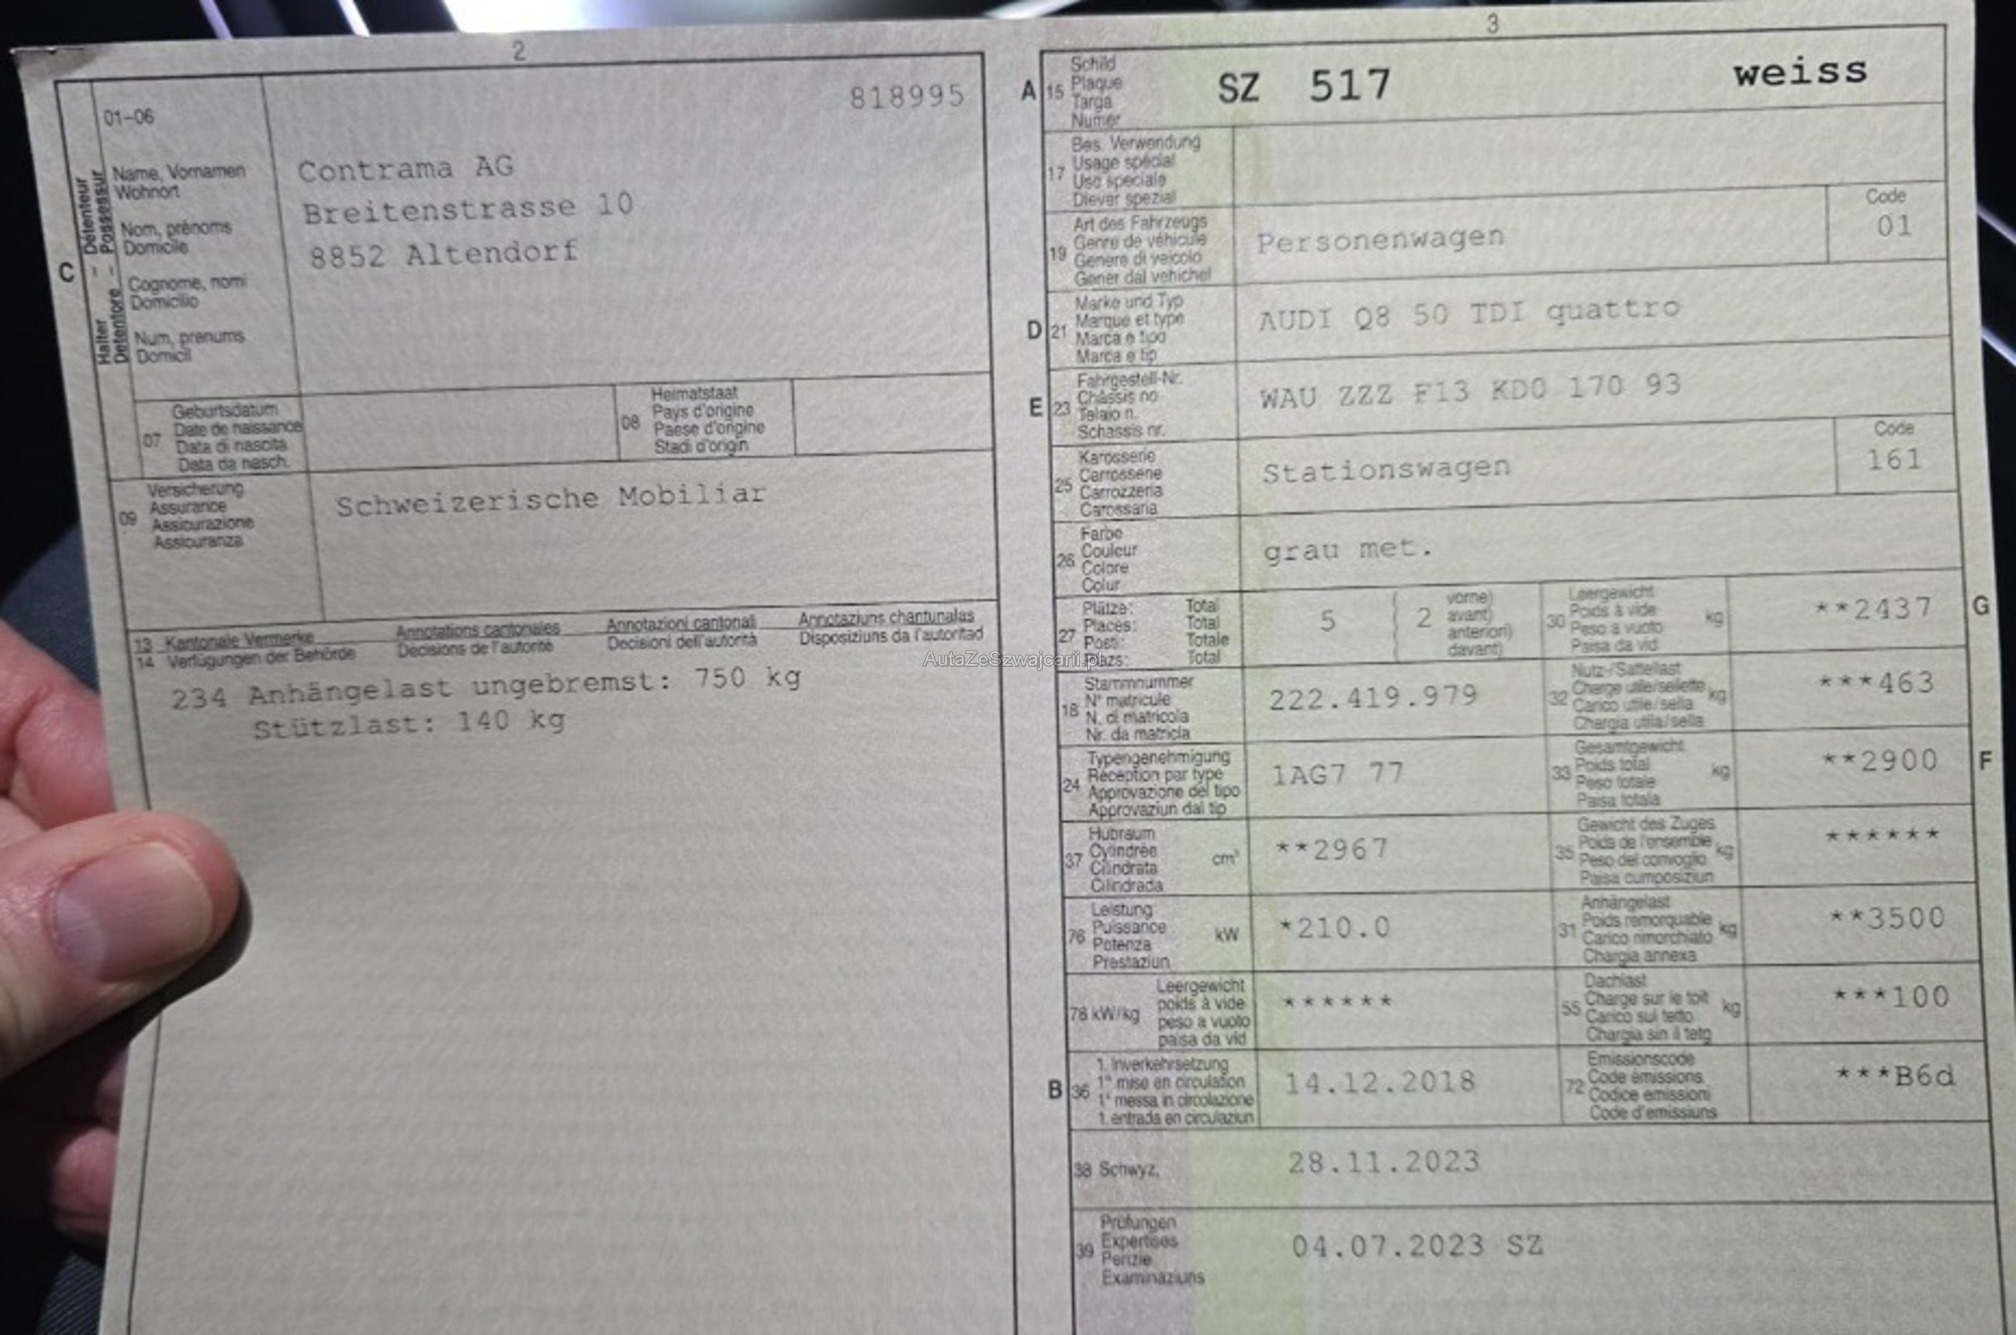 2
01-06
818995
C
Halter Détenteur
Detentore Possessur
Name, Vornamen
Wohnort
Nom, prénoms
Domicile
Cognome, nomi
Domicilio
Num, prenums
Domicil
Contrama AG
Breitenstrasse 10
8852 Altendorf
07
Geburtsdatum
Date de naissance
Data di nascita
Data da nasch.
08
Heimatstaat
Pays d'origine
Paese d'origine
Stadi d'origin
09
Versicherung
Assurance
Assicurazione
Assicuranza
Schweizerische Mobiliar
13 Kantonale Vermerke Annotations cantonales Annotazioni cantonali Annotaziuns chantunalas
14 Verfügungen der Behörde Décisions de l'autorité Decisioni dell'autorità Disposiziuns da l'autoritad
234 Anhängelast ungebremst: 750 kg
Stützlast: 140 kg
3
A
15
Schild
Plaque
Targa
Numer
SZ 517
weiss
17
Bes. Verwendung
Usage spécial
Uso speciale
Diever spezial
19
Art des Fahrzeugs
Genre de véhicule
Genere di veicolo
Gener dal vehichel
Personenwagen
Code
01
D
21
Marke und Typ
Marque et type
Marca e tipo
Marca e tip
AUDI Q8 50 TDI quattro
E
23
Fahrgestell-Nr.
Châssis no
Telaio n.
Schassis nr.
WAU ZZZ F13 KD0 170 93
25
Karosserie
Carrosserie
Carrozzeria
Carossaria
Stationswagen
Code
161
26
Farbe
Couleur
Colore
Colur
grau met.
27
Plätze: Total
Places: Total
Posti: Totale
Plazs: Total
5
2
vorne)
avant)
anteriori)
davant)
30
Leergewicht
Poids à vide
Peso a vuoto
Paisa da vid
kg
**2437
G
18
Stammnummer
N° matricule
N. di matricola
Nr. da matricla
222.419.979
32
Nutz-/Sattellast
Charge utile/sellette
Carico utile/sella
Chargia utila/sella
kg
***463
24
Typengenehmigung
Réception par type
Approvazione del tipo
Approvaziun dal tip
1AG7 77
33
Gesamtgewicht
Poids total
Peso totale
Paisa totala
kg
**2900
F
37
Hubraum
Cylindrée
Cilindrata
Cilindrada
cm³
**2967
35
Gewicht des Zuges
Poids de l'ensemble
Peso del convoglio
Paisa cumposiziun
kg
******
76
Leistung
Puissance
Potenza
Prestaziun
kW
*210.0
31
Anhängelast
Poids remorquable
Carico rimorchiato
Chargia annexa
kg
**3500
78 kW/kg
Leergewicht
poids à vide
peso a vuoto
paisa da vid
******
55
Dachlast
Charge sur le toit
Carico sul tetto
Chargia sin il tetg
kg
***100
B
36
1. Inverkehrsetzung
1e mise en circulation
1a messa in circolazione
1. entrada en circulaziun
14.12.2018
72
Emissionscode
Code émissions
Codice emissioni
Code d'emissiuns
***B6d
38 Schwyz,
28.11.2023
39
Prüfungen
Expertises
Perizie
Examinaziuns
04.07.2023 SZ
AutaZeSzwajcarii.pl